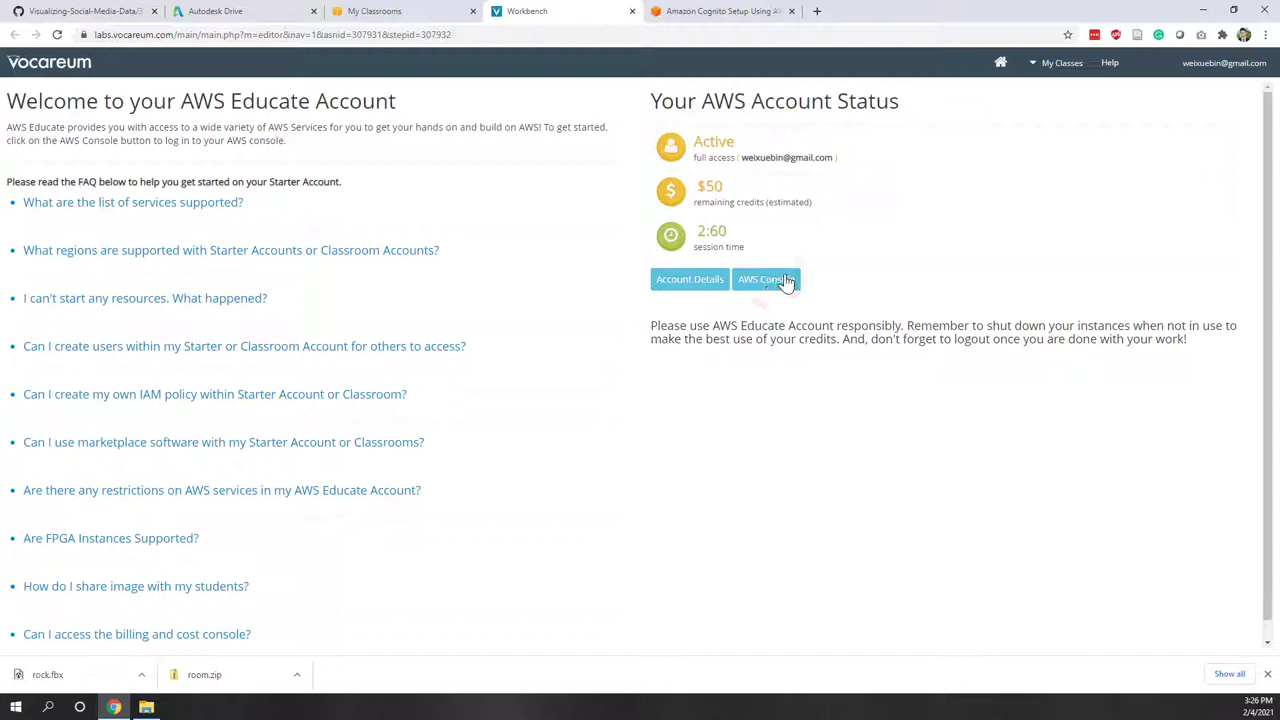 Visualizing-Social-Media-Data/3
Autodesk Drive
My Classrooms
Workbench
Amazon Cognito Setup Using A
labs.vocareum.com/main/main.php?m=editor&nav=1&asnid=307931&stepid=307932
vocareum
My Classes
Help
weixuebin@gmail.com
Welcome to your AWS Educate Account
AWS Educate provides you with access to a wide variety of AWS Services for you to get your hands on and build on AWS! To get started,
click on the AWS Console button to log in to your AWS console.
Please read the FAQ below to help you get started on your Starter Account.
• What are the list of services supported?
• What regions are supported with Starter Accounts or Classroom Accounts?
• I can't start any resources. What happened?
• Can I create users within my Starter or Classroom Account for others to access?
• Can I create my own IAM policy within Starter Account or Classroom?
• Can I use marketplace software with my Starter Account or Classrooms?
• Are there any restrictions on AWS services in my AWS Educate Account?
• Are FPGA Instances Supported?
• How do I share image with my students?
• Can I access the billing and cost console?
Your AWS Account Status
Active
full access ( weixuebin@gmail.com )
$50
remaining credits (estimated)
2:60
session time
Account Details
AWS
Please use AWS Educate Account responsibly. Remember to shut down your instances when not in use to
make the best use of your credits. And, don't forget to logout once you are done with your work!
rock.fbx
room.zip
Show all
3:26 PM
2/4/2021